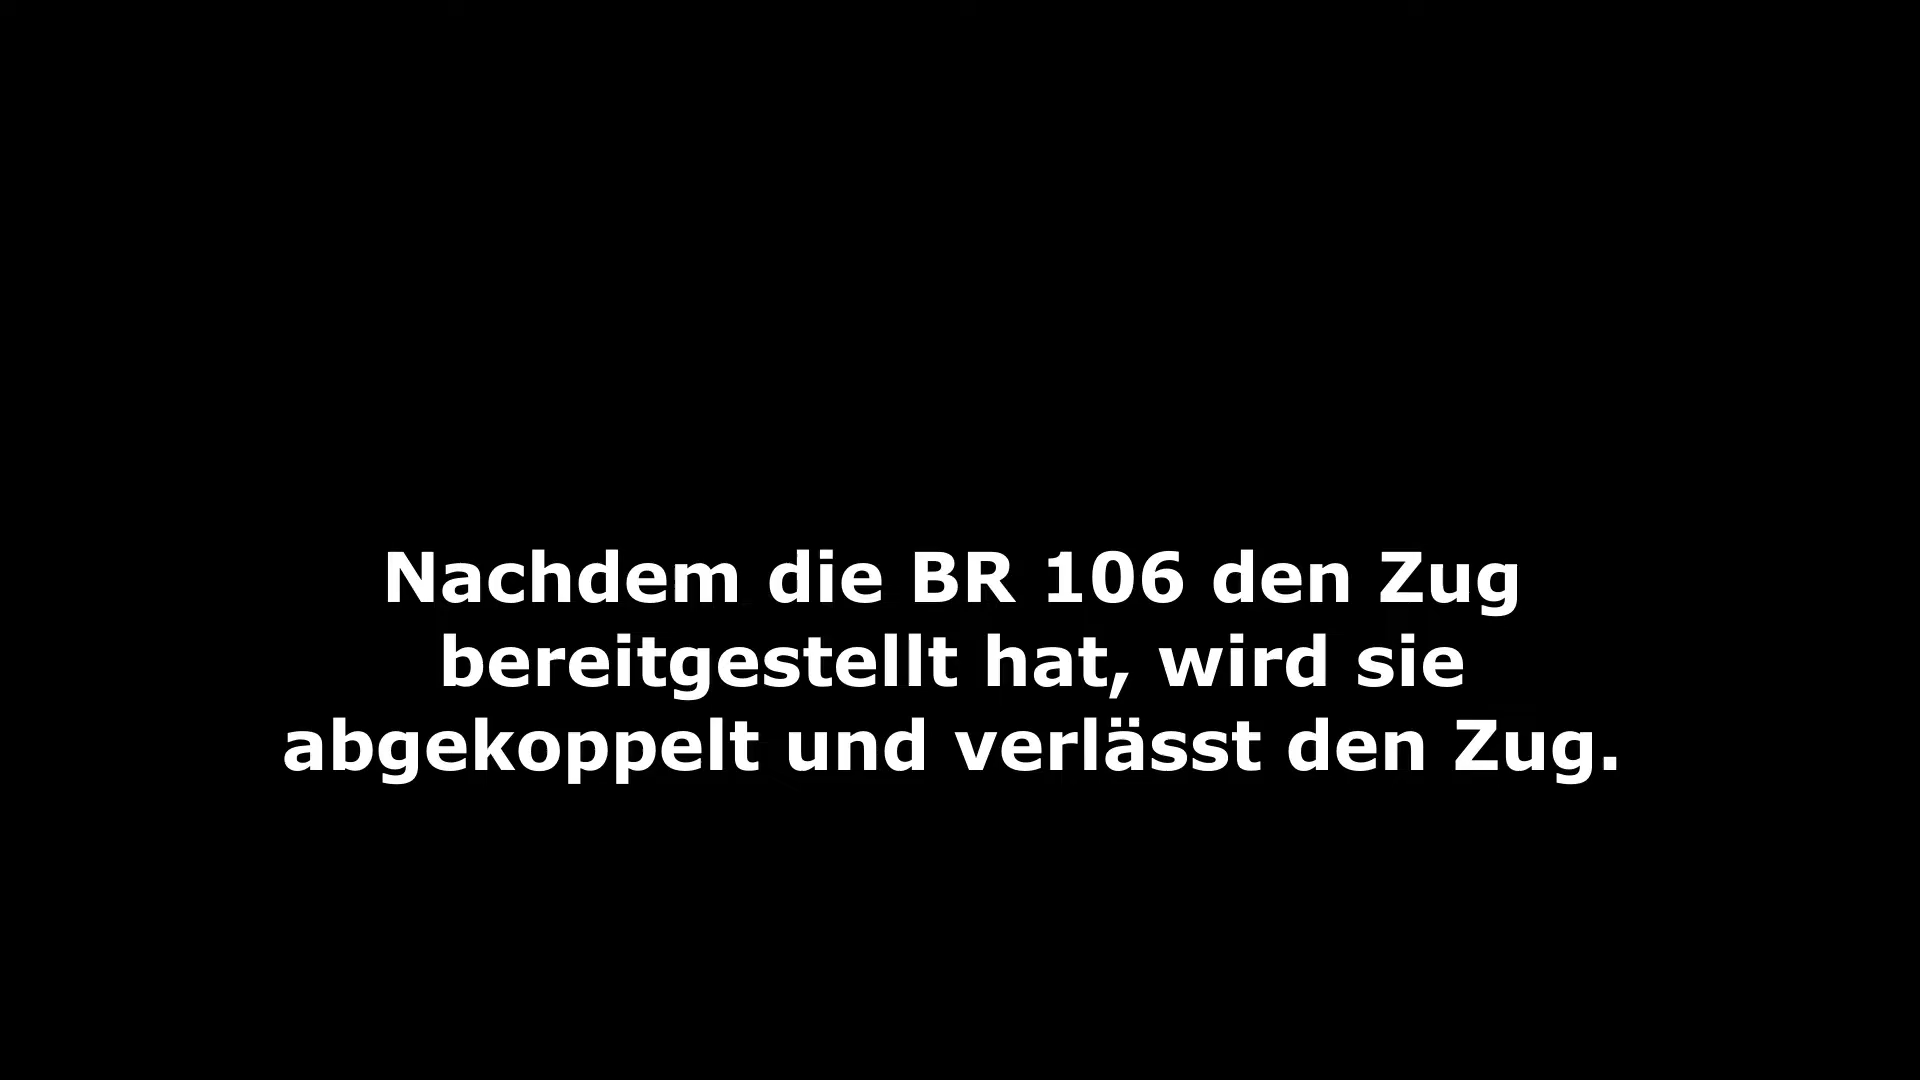 Nachdem die BR 106 den Zug
bereitgestellt hat, wird sie
abgekoppelt und verlässt den Zug.